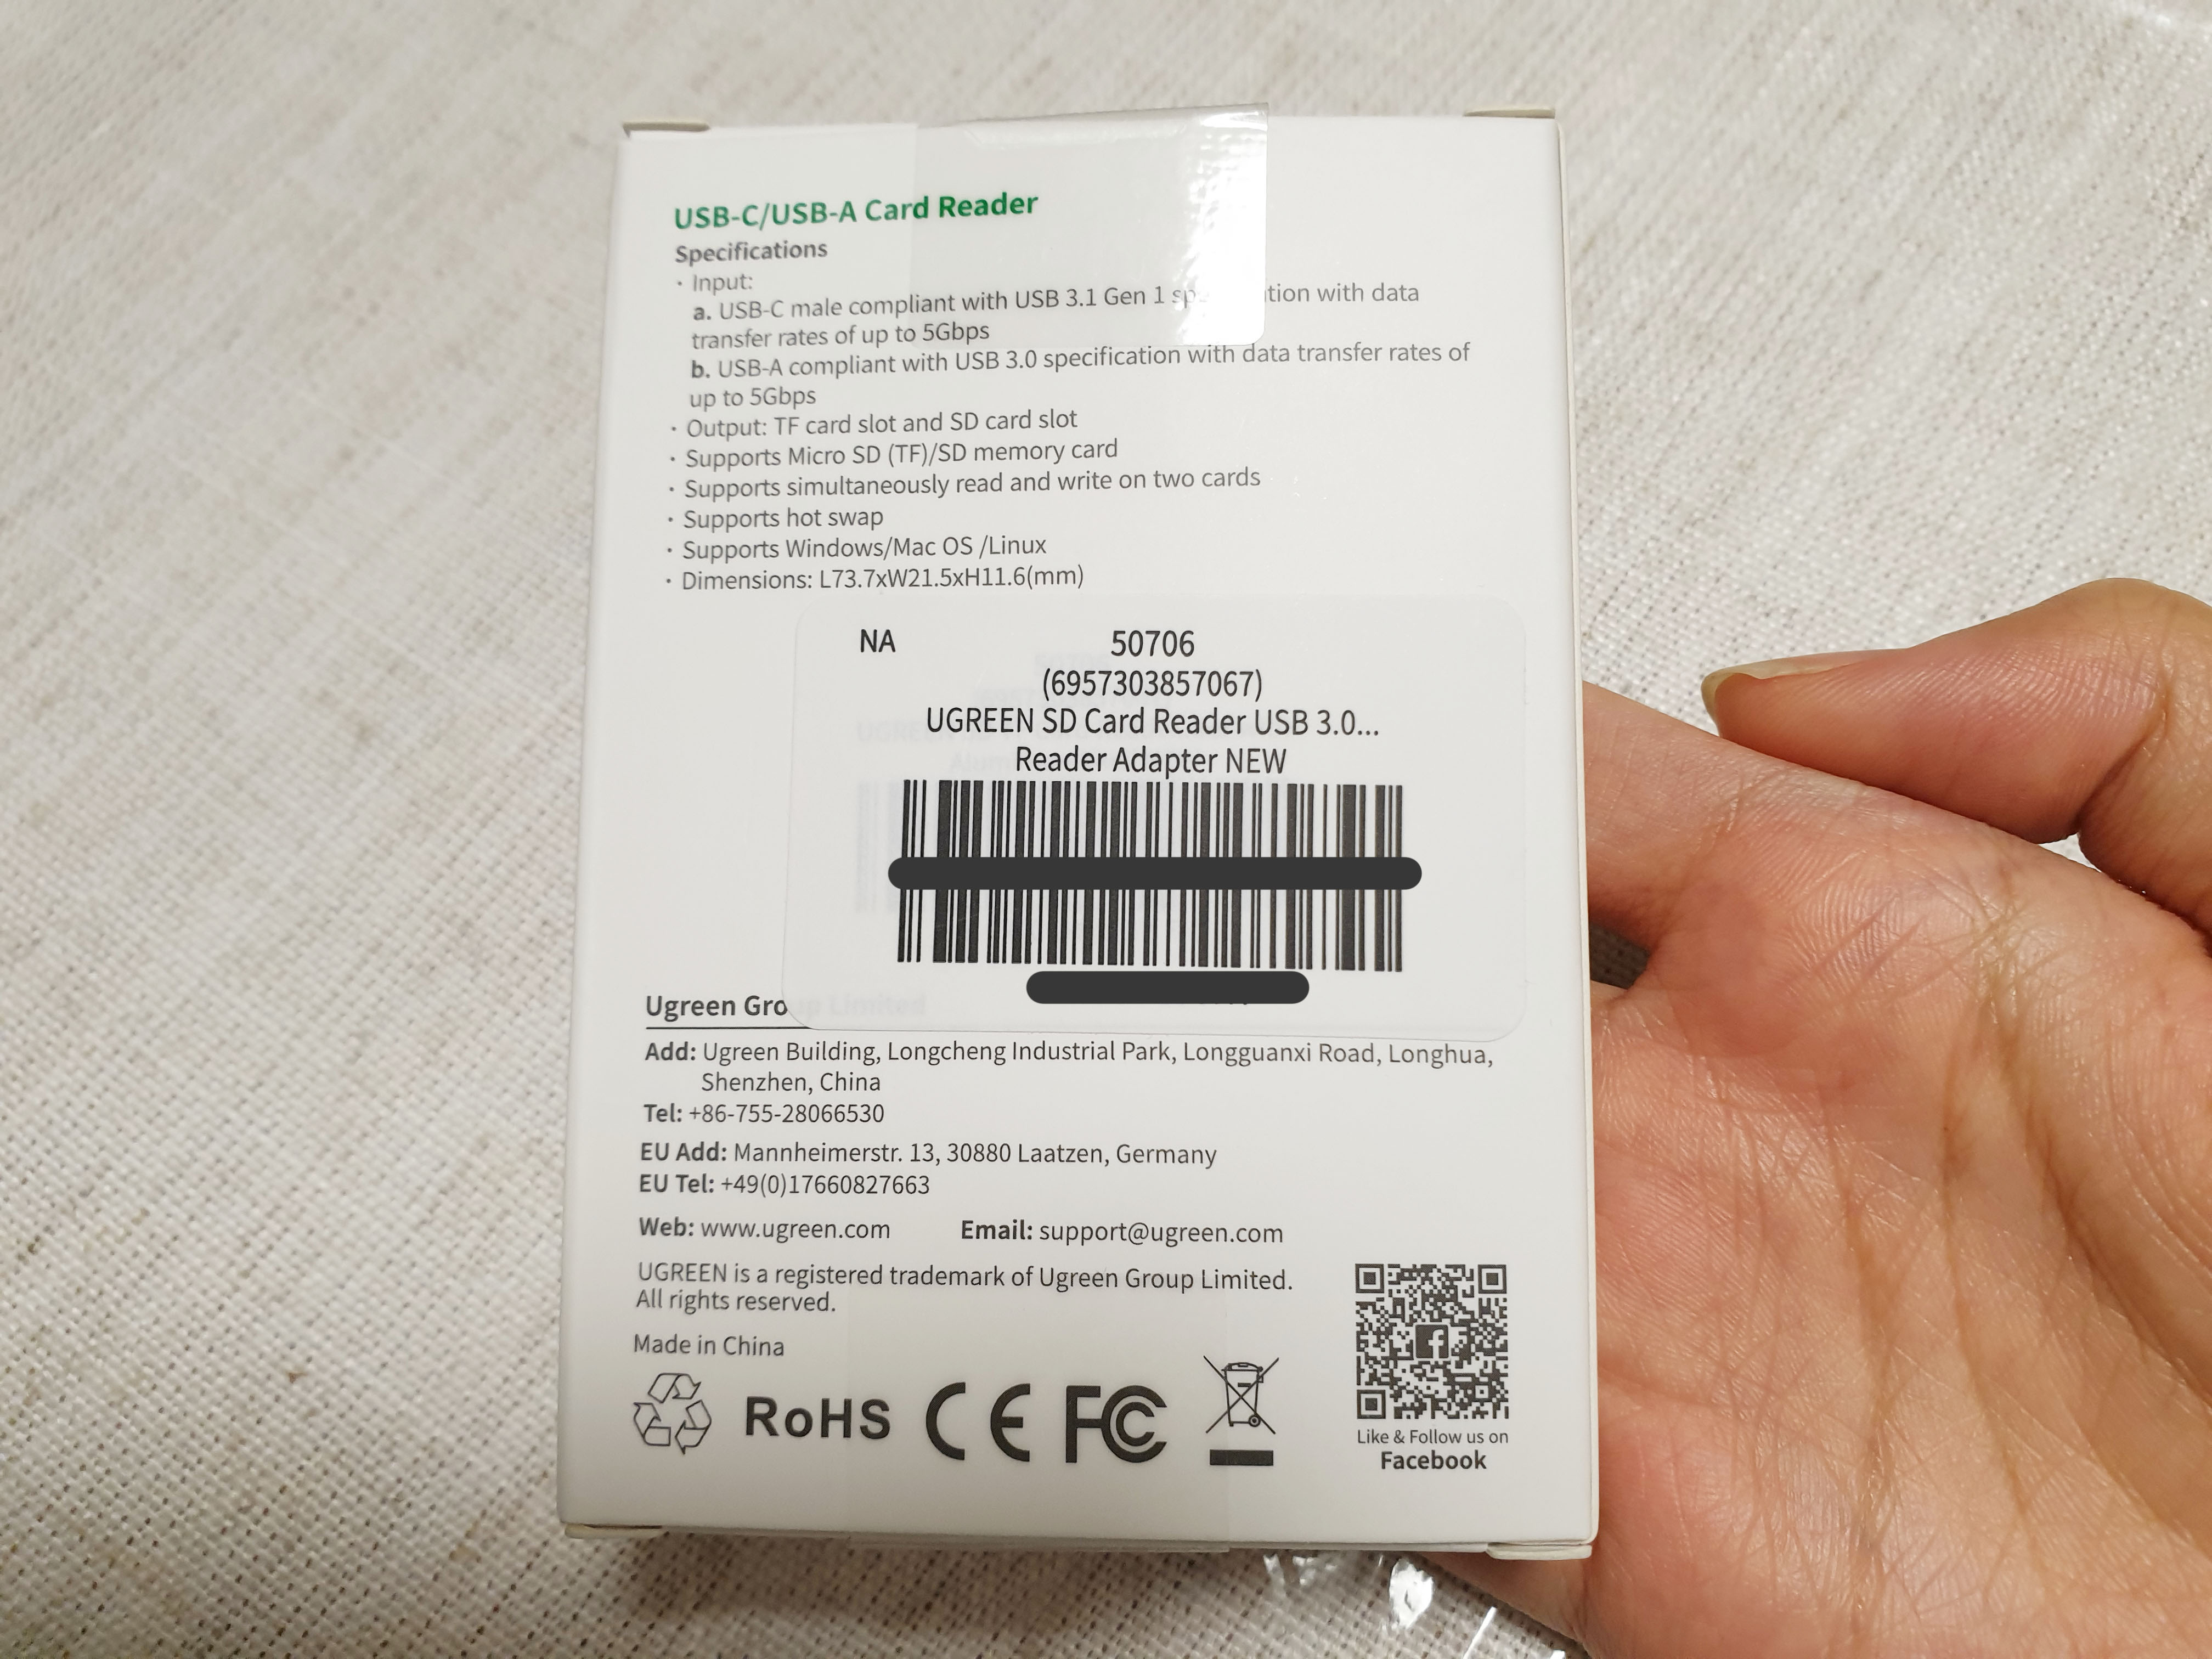 USB-C/USB-A Card Reader
Specifications
· Input:
a. USB-C male compliant with USB 3.1 Gen 1 sp tion with data
transfer rates of up to 5Gbps
b. USB-A compliant with USB 3.0 specification with data transfer rates of
up to 5Gbps
· Output: TF card slot and SD card slot
· Supports Micro SD (TF)/SD memory card
· Supports simultaneously read and write on two cards
· Supports hot swap
· Supports Windows/Mac OS /Linux
· Dimensions: L73.7xW21.5xH11.6(mm)
NA 50706
(6957303857067)
UGREEN SD Card Reader USB 3.0...
Reader Adapter NEW
Ugreen Group Limited
Add: Ugreen Building, Longcheng Industrial Park, Longguanxi Road, Longhua,
Shenzhen, China
Tel: +86-755-28066530
EU Add: Mannheimerstr. 13, 30880 Laatzen, Germany
EU Tel: +49(0)17660827663
Web: www.ugreen.com Email: support@ugreen.com
UGREEN is a registered trademark of Ugreen Group Limited.
All rights reserved.
Made in China
RoHS CE FC
Like & Follow us on
Facebook